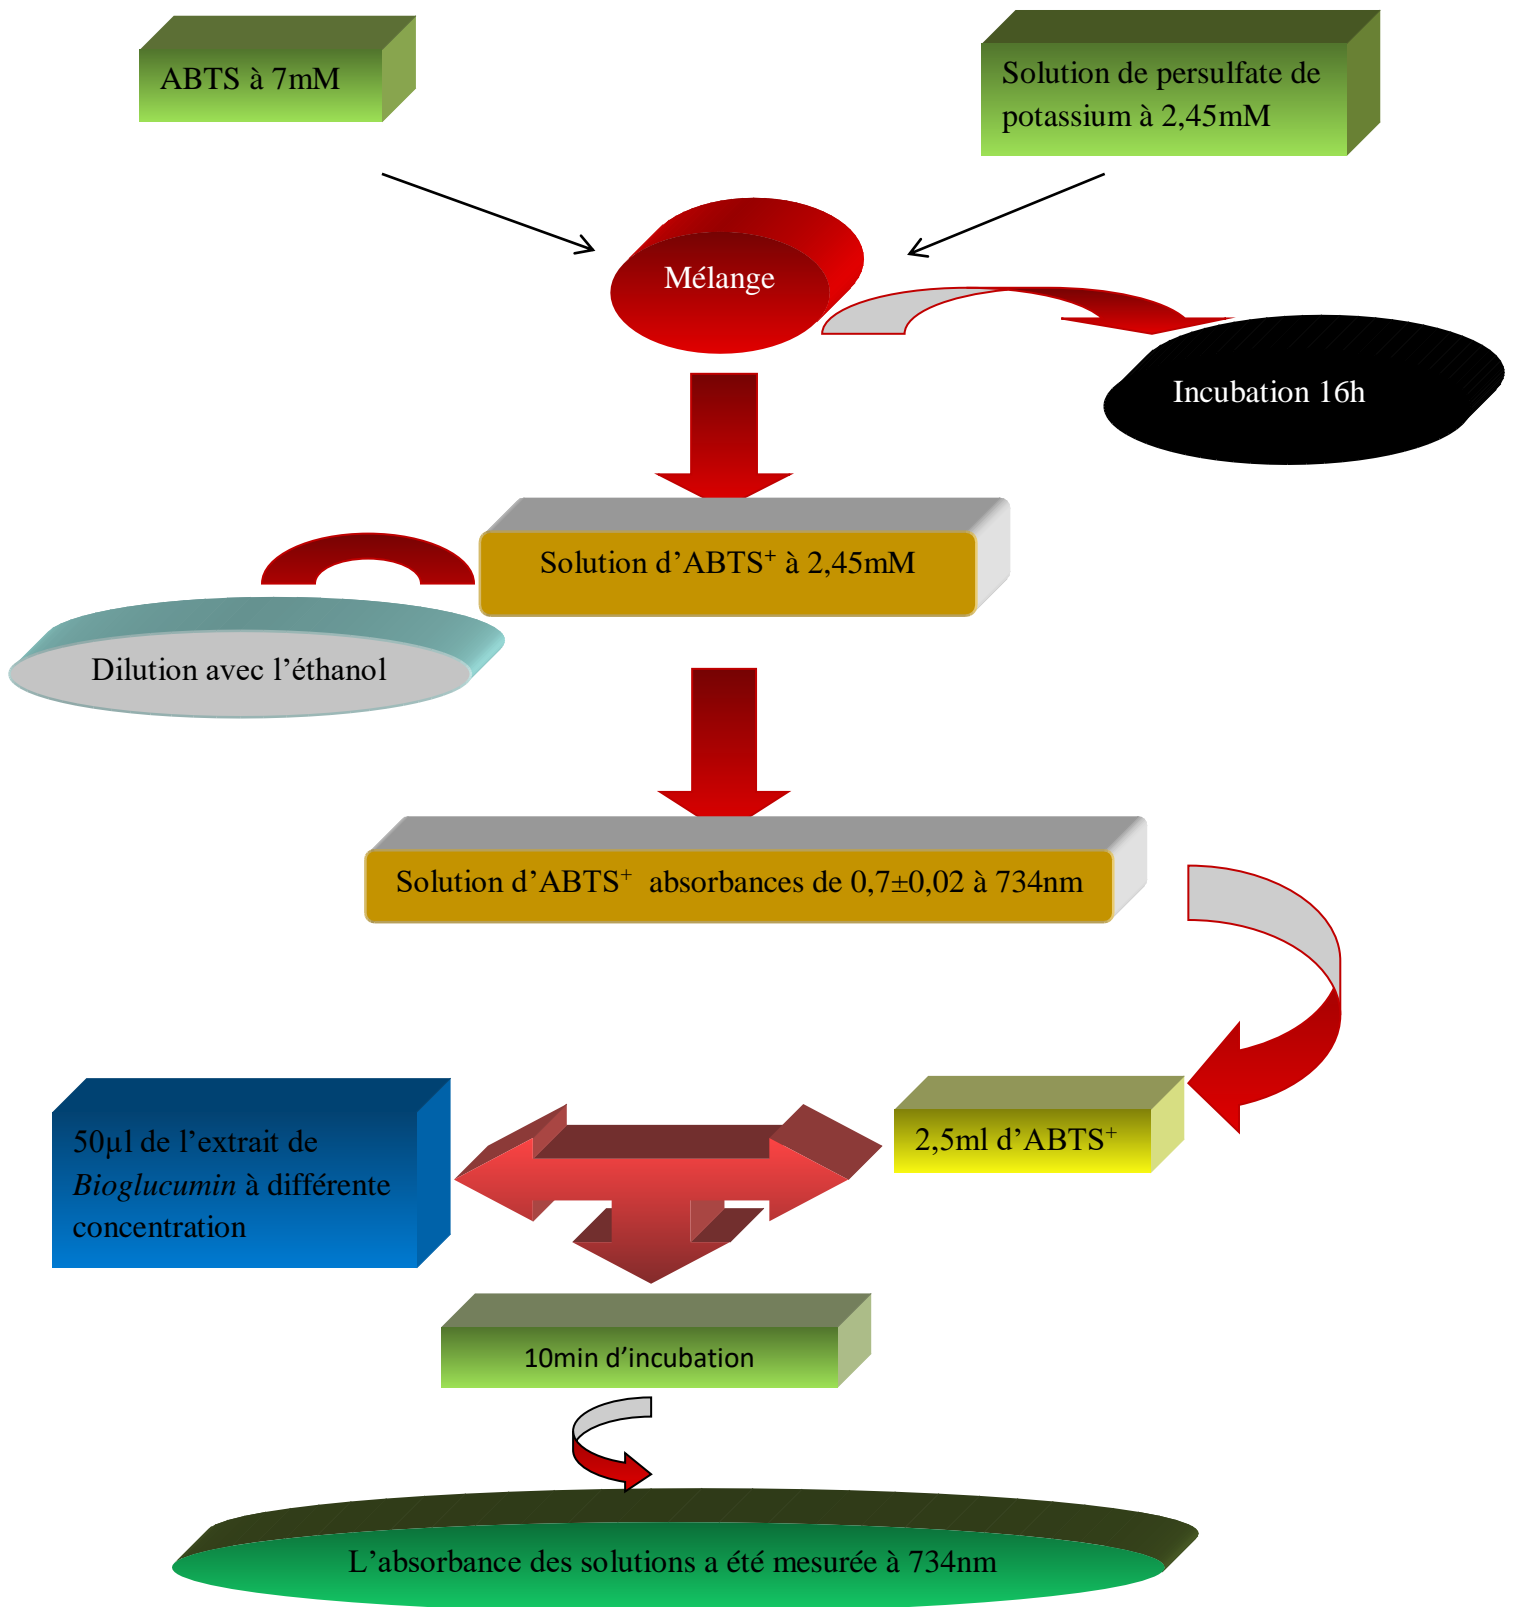 ABTS à 7mM
Solution de persulfate de
potassium à 2,45mM
Mélange
Incubation 16h
Solution d’ABTS⁺ à 2,45mM
Dilution avec l’éthanol
Solution d’ABTS⁺ absorbances de 0,7±0,02 à 734nm
50µl de l’extrait de
Bioglucumin à différente
concentration
2,5ml d’ABTS⁺
10min d’incubation
L’absorbance des solutions a été mesurée à 734nm